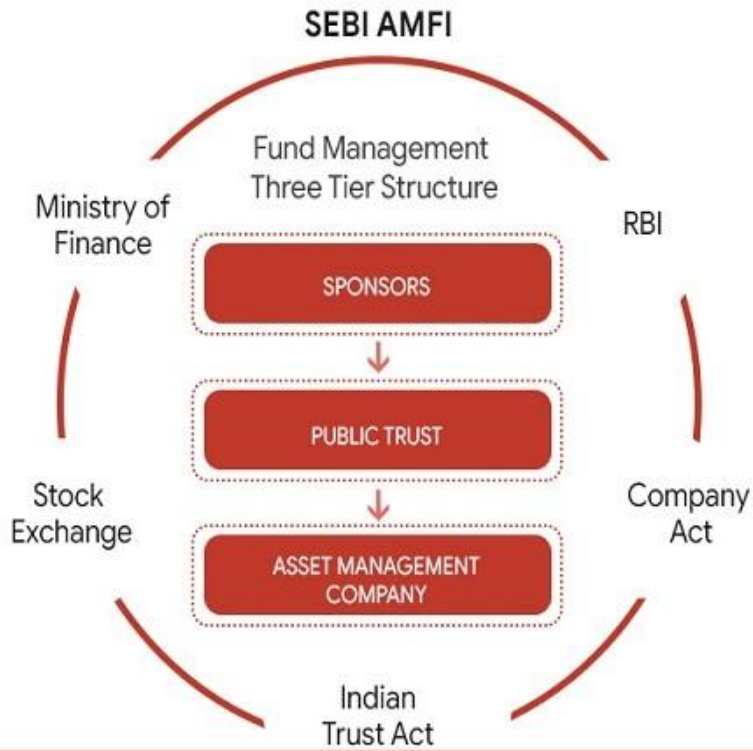 SEBI AMFI
Fund Management
Three Tier Structure
Ministry of
Finance
RBI
SPONSORS
PUBLIC TRUST
Stock
Exchange
Company
Act
ASSET MANAGEMENT
COMPANY
Indian
Trust Act